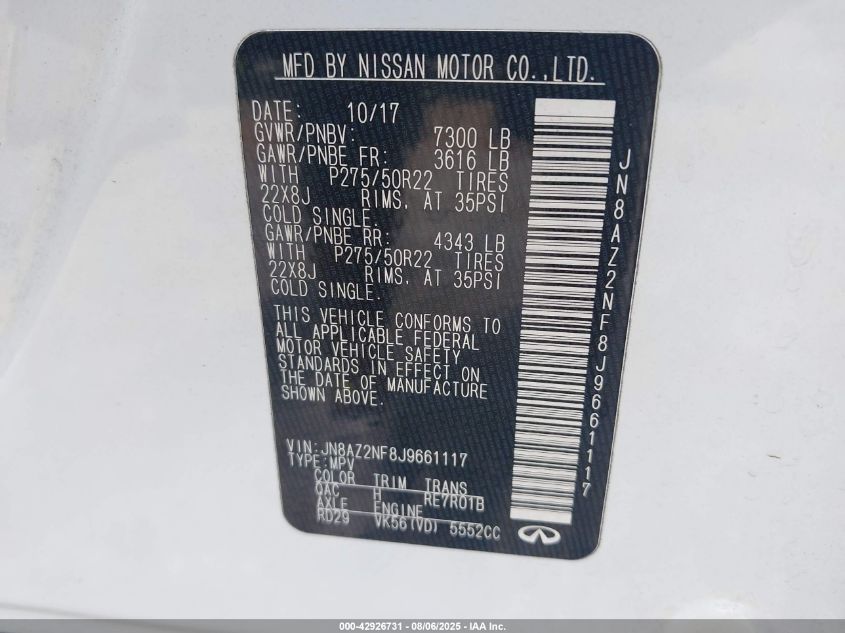 MFD BY NISSAN MOTOR CO.,LTD.
DATE: 10/17
GVWR/PNBV: 7300 LB
GAWR/PNBE FR: 3616 LB
WITH P275/50R22 TIRES
22X8J RIMS, AT 35PSI
COLD SINGLE.
GAWR/PNBE RR: 4343 LB
WITH P275/50R22 TIRES
22X8J RIMS, AT 35PSI
COLD SINGLE.
THIS VEHICLE CONFORMS TO
ALL APPLICABLE FEDERAL
MOTOR VEHICLE SAFETY
STANDARDS IN EFFECT ON
THE DATE OF MANUFACTURE
SHOWN ABOVE.
VIN:JN8AZ2NF8J9661117
TYPE:MPV
COLOR TRIM TRANS
QAC H RE7R01B
AXLE ENGINE
RD29 VK56(VD) 5552CC
JN8AZ2NF8J9661117
000-42926731 - 08/06/2025 - IAA Inc.